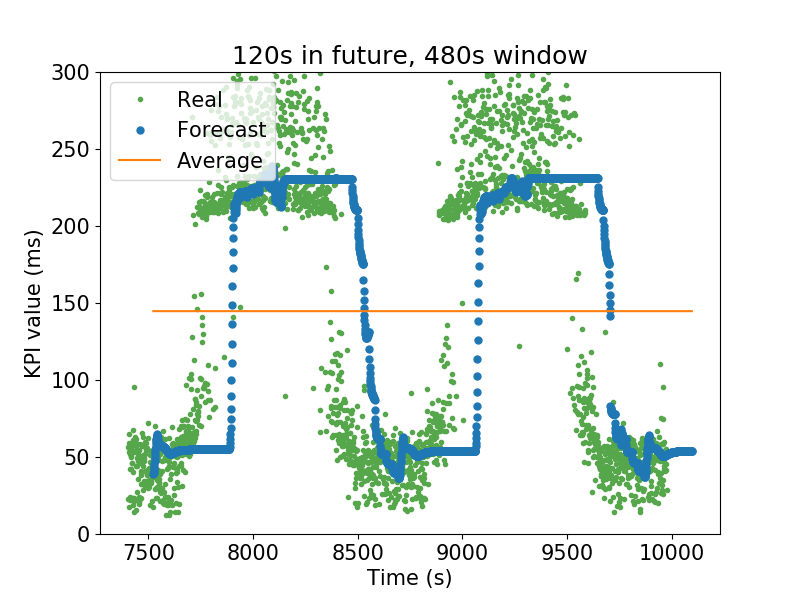 120s in future, 480s window
300
250
200
150
100
50
0
KPI value (ms)
Real
Forecast
Average
7500 8000 8500 9000 9500 10000
Time (s)